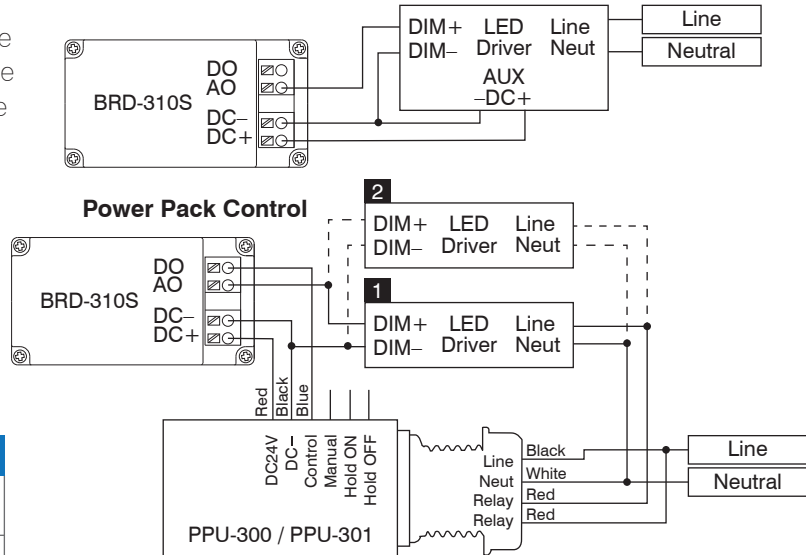 e
e
e
BRD-310S
DO
AO
DC–
DC+
DIM+ LED Line
DIM– Driver Neut
AUX
–DC+
Line
Neutral
Power Pack Control
2
DIM+ LED Line
DIM– Driver Neut
BRD-310S
DO
AO
DC–
DC+
1
DIM+ LED Line
DIM– Driver Neut
Red
Black
Blue
DC24V
DC–
Control
Manual
Hold ON
Hold OFF
PPU-300 / PPU-301
Line
Neut
Relay
Relay
Black
White
Red
Red
Line
Neutral